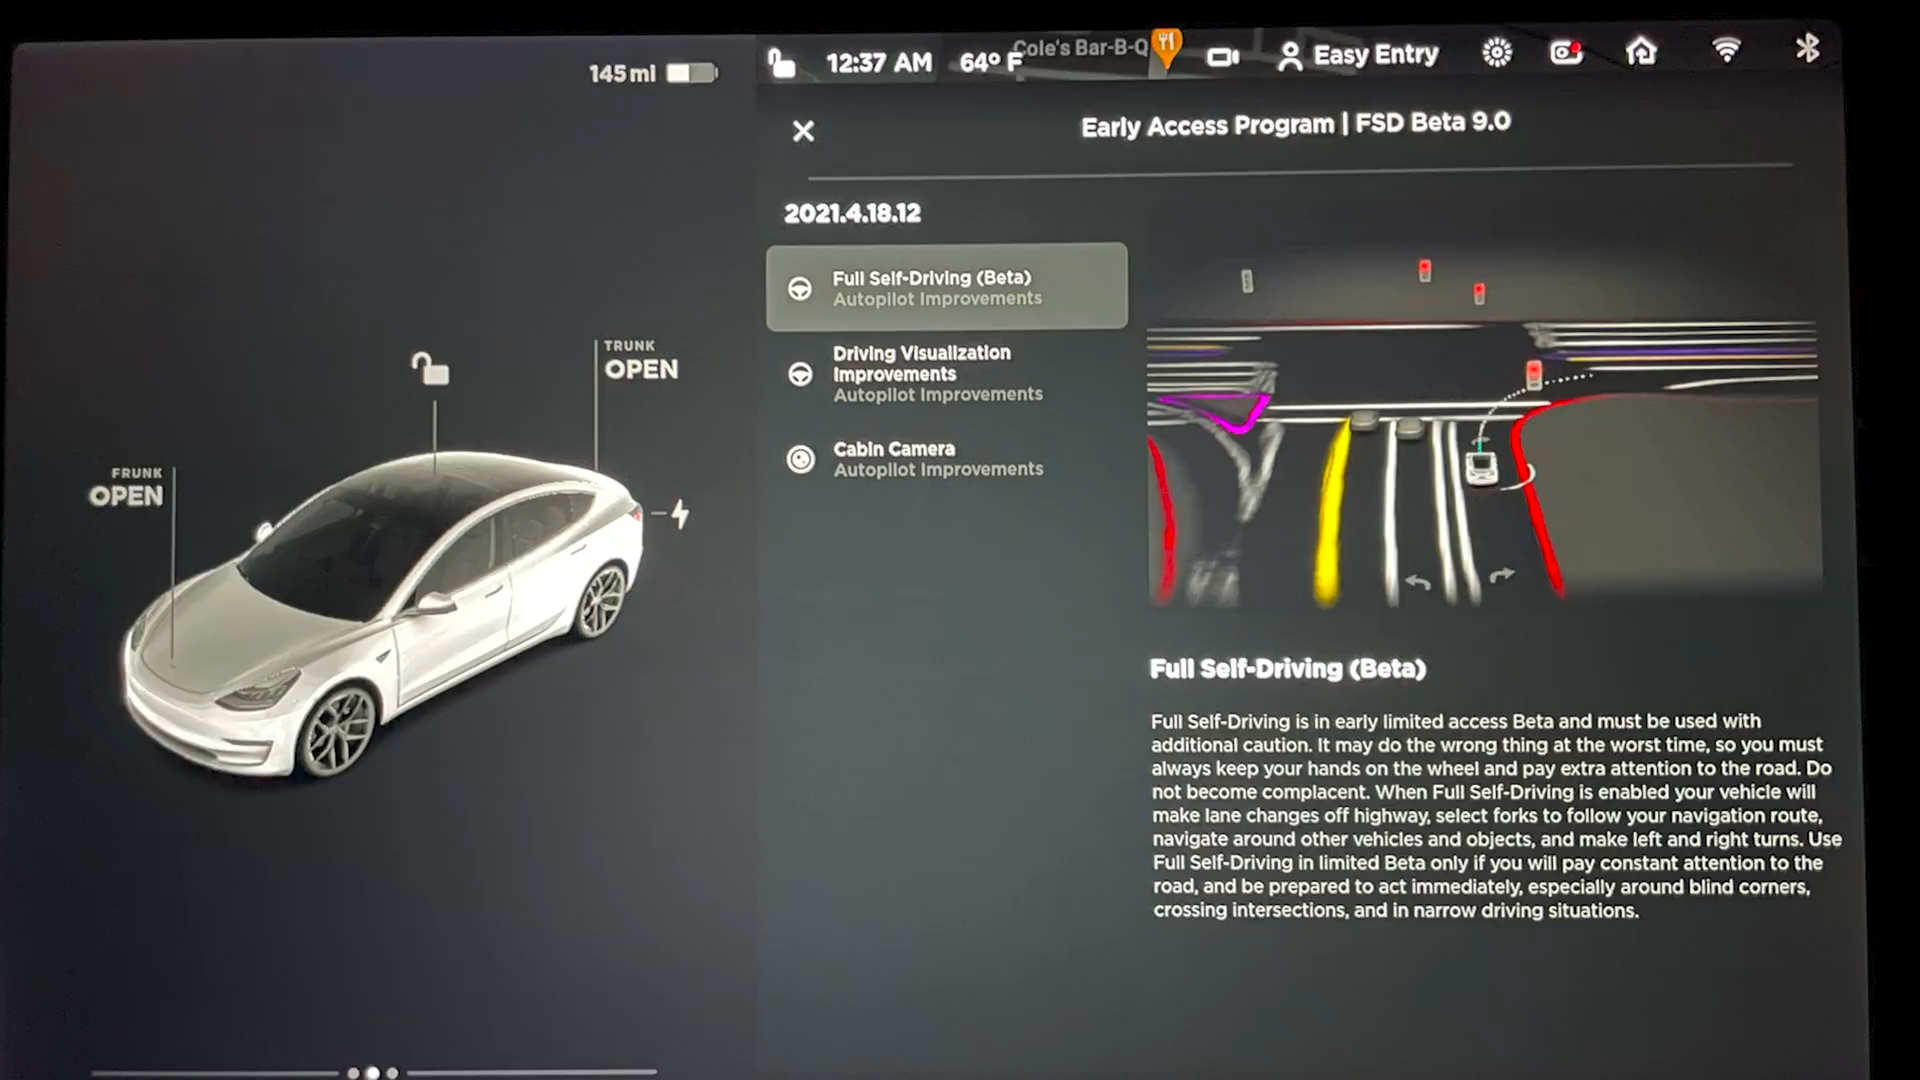 145 mi
12:37 AM
64° F
Cole's Bar-B-Q
Easy Entry
Early Access Program | FSD Beta 9.0
2021.4.18.12
Full Self-Driving (Beta)
Autopilot Improvements
Driving Visualization
Improvements
Autopilot Improvements
Cabin Camera
Autopilot Improvements
TRUNK
OPEN
FRUNK
OPEN
Full Self-Driving (Beta)
Full Self-Driving is in early limited access Beta and must be used with
additional caution. It may do the wrong thing at the worst time, so you must
always keep your hands on the wheel and pay extra attention to the road. Do
not become complacent. When Full Self-Driving is enabled your vehicle will
make lane changes off highway, select forks to follow your navigation route,
navigate around other vehicles and objects, and make left and right turns. Use
Full Self-Driving in limited Beta only if you will pay constant attention to the
road, and be prepared to act immediately, especially around blind corners,
crossing intersections, and in narrow driving situations.